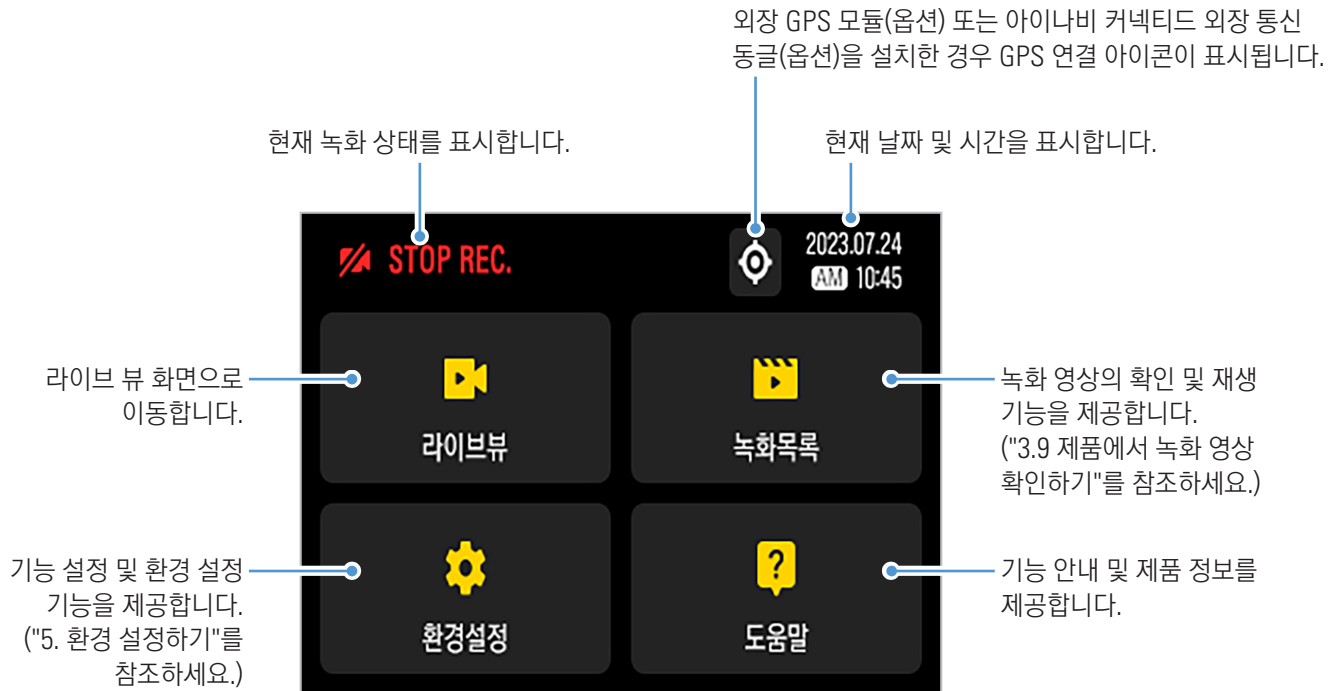 외장 GPS 모듈(옵션) 또는 아이나비 커넥티드 외장 통신
동글(옵션)을 설치한 경우 GPS 연결 아이콘이 표시됩니다.
현재 녹화 상태를 표시합니다.
현재 날짜 및 시간을 표시합니다.
STOP REC.
2023.07.24
AM 10:45
라이브 뷰 화면으로
이동합니다.
라이브뷰
녹화목록
녹화 영상의 확인 및 재생
기능을 제공합니다.
("3.9 제품에서 녹화 영상
확인하기"를 참조하세요.)
기능 설정 및 환경 설정
기능을 제공합니다.
("5. 환경 설정하기"를
참조하세요.)
환경설정
?
도움말
기능 안내 및 제품 정보를
제공합니다.